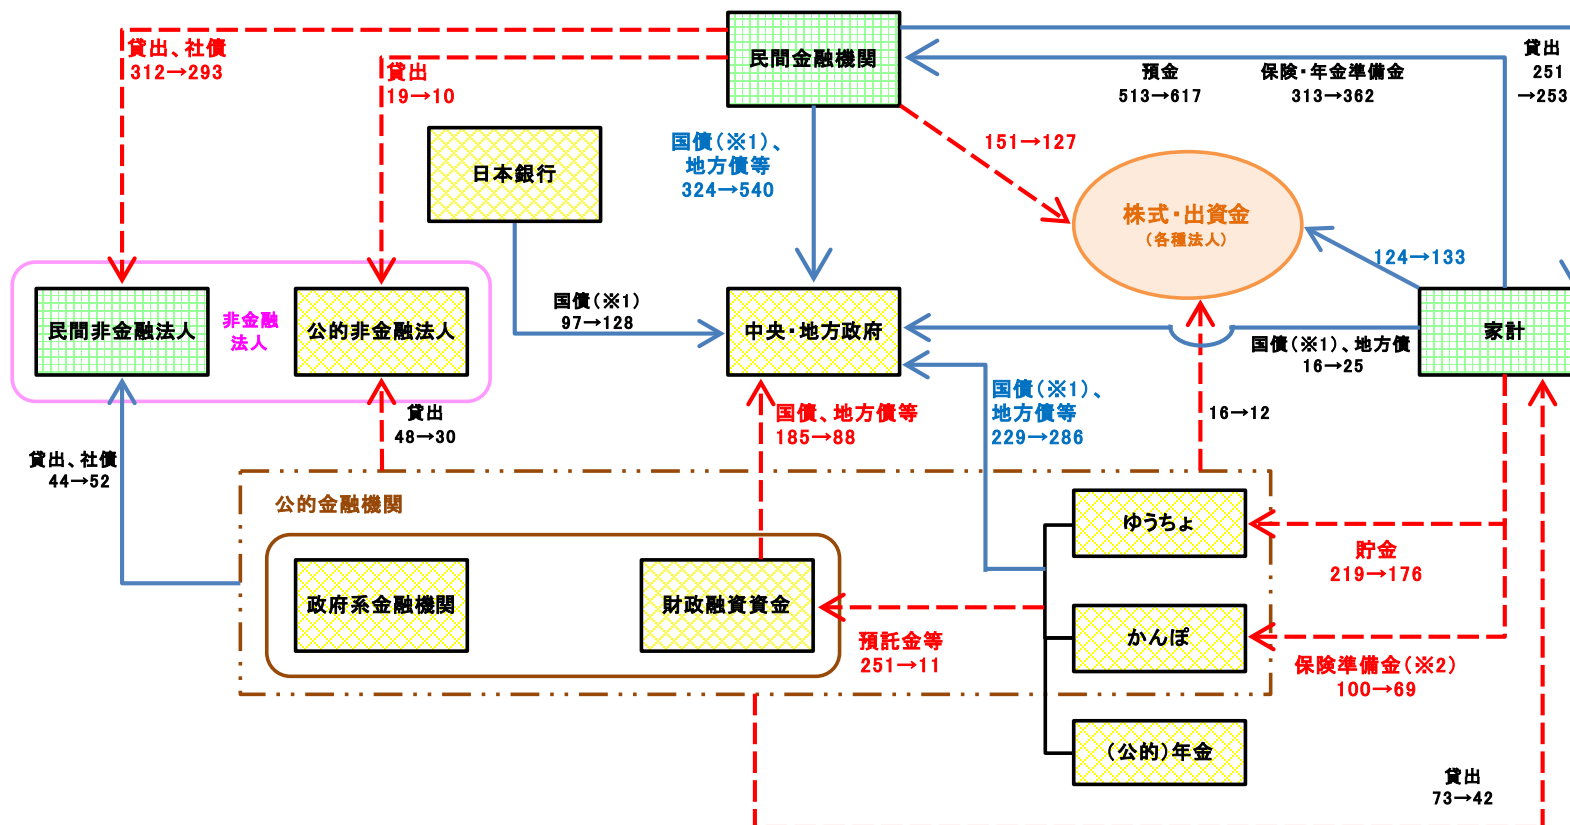 民間金融機関
貸出、社債
312→293
貸出
19→10
預金
513→617
保険・年金準備金
313→362
貸出
251
→253
国債(※1)、
地方債等
324→540
151→127
日本銀行
株式・出資金
(各種法人)
124→133
国債(※1)
97→128
民間非金融法人
非金融
法人
公的非金融法人
中央・地方政府
家計
国債(※1)、地方債
16→25
貸出
48→30
国債、地方債等
185→88
国債(※1)、
地方債等
229→286
16→12
貸出、社債
44→52
公的金融機関
ゆうちょ
貯金
219→176
政府系金融機関
財政融資資金
預託金等
251→11
かんぽ
保険準備金(※2)
100→69
(公的)年金
貸出
73→42